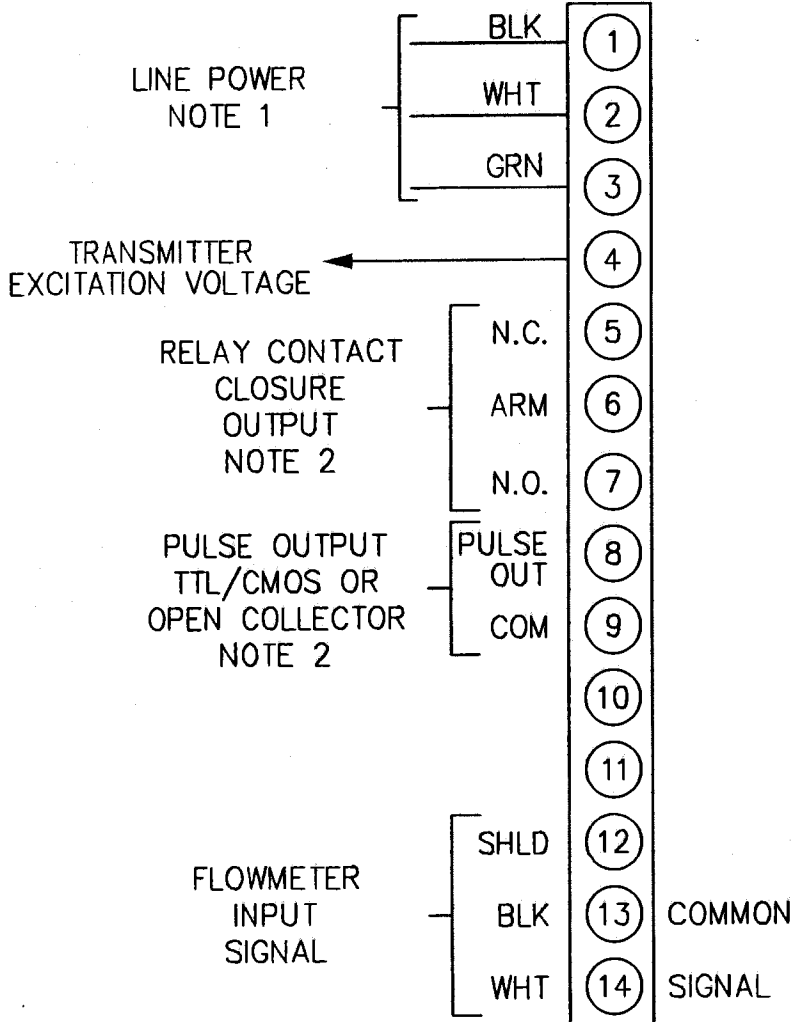 LINE POWER
NOTE 1
BLK 1
WHT 2
GRN 3
TRANSMITTER
EXCITATION VOLTAGE
4
RELAY CONTACT
CLOSURE
OUTPUT
NOTE 2
N.C. 5
ARM 6
N.O. 7
PULSE OUTPUT
TTL/CMOS OR
OPEN COLLECTOR
NOTE 2
PULSE
OUT 8
COM 9
10
11
FLOWMETER
INPUT
SIGNAL
SHLD 12
BLK 13 COMMON
WHT 14 SIGNAL